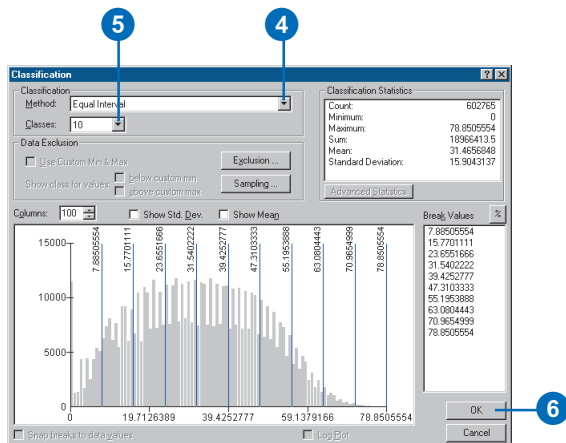 5
4
Classification
Classification
Method: Equal Interval
Classes: 10
Data Exclusion
Use Custom Min & Max
Show class for values:
below custom min
above custom max
Exclusion ...
Sampling ...
Classification Statistics
Count: 602765
Minimum: 0
Maximum: 78.8505554
Sum: 18966413.5
Mean: 31.4656848
Standard Deviation: 15.9043137
Advanced Statistics
Columns: 100
Show Std. Dev.
Show Mean
Break Values %
15000
10000
5000
0
7.88505554
15.7701111
23.6551666
31.5402222
39.4252777
47.3103333
55.1953888
63.0804443
70.9654999
78.8505554
0 19.7126389 39.4252777 59.1379166 78.8505554
7.88505554
15.7701111
23.6551666
31.5402222
39.4252777
47.3103333
55.1953888
63.0804443
70.9654999
78.8505554
OK
6
Snap breaks to data values
Log Plot
Cancel